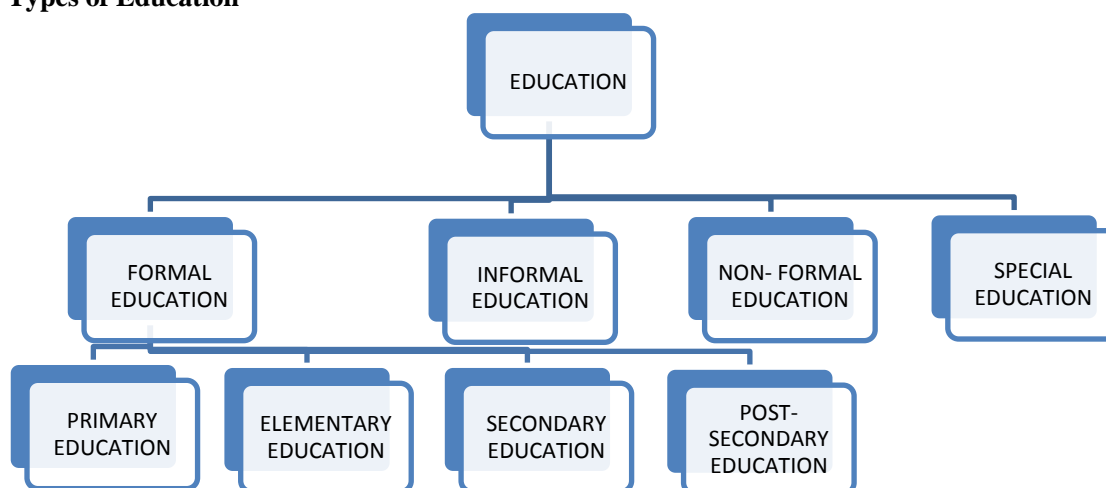 Types of Education
EDUCATION
FORMAL
EDUCATION
INFORMAL
EDUCATION
NON- FORMAL
EDUCATION
SPECIAL
EDUCATION
PRIMARY
EDUCATION
ELEMENTARY
EDUCATION
SECONDARY
EDUCATION
POST-
SECONDARY
EDUCATION